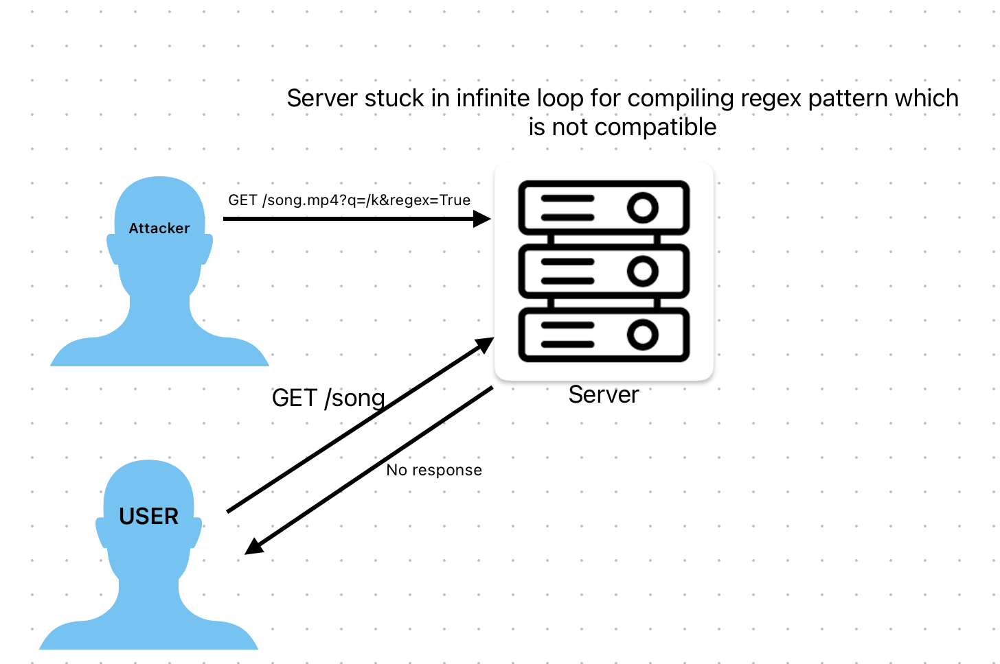 Server stuck in infinite loop for compiling regex pattern which
is not compatible
GET /song.mp4?q=/k&regex=True
Attacker
GET /song
Server
No response
USER